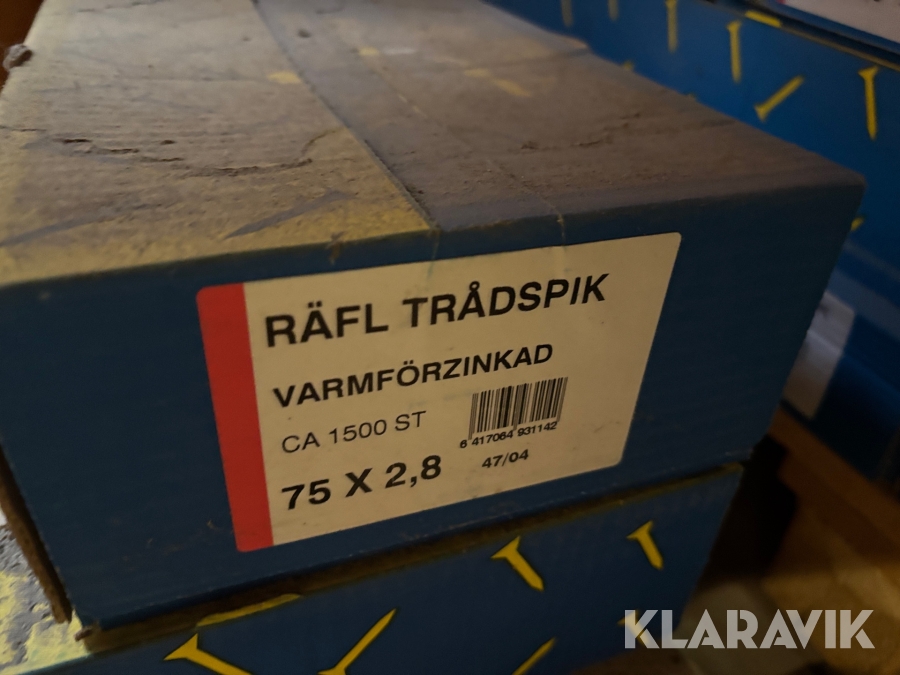 RÄFL TRÅDSPIK
VARMFÖRZINKAD
CA 1500 ST
6 417064 931142
75 X 2,8
47/04
KLARAVIK